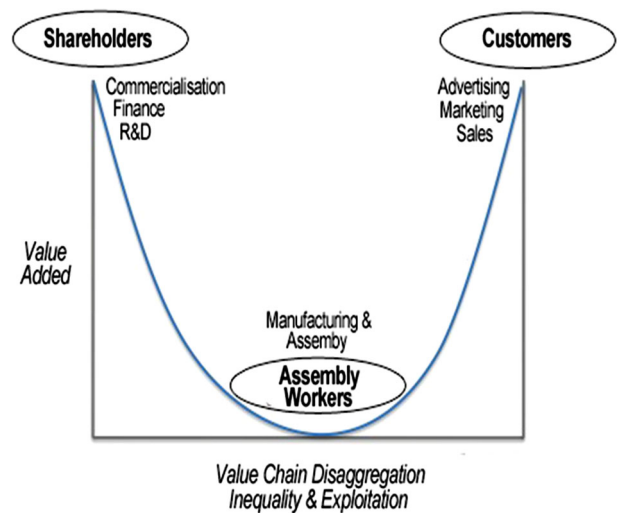 Shareholders
Customers
Commercialisation
Finance
R&D
Advertising
Marketing
Sales
Value
Added
Manufacturing &
Assemby
Assembly
Workers
Value Chain Disaggregation
Inequality & Exploitation